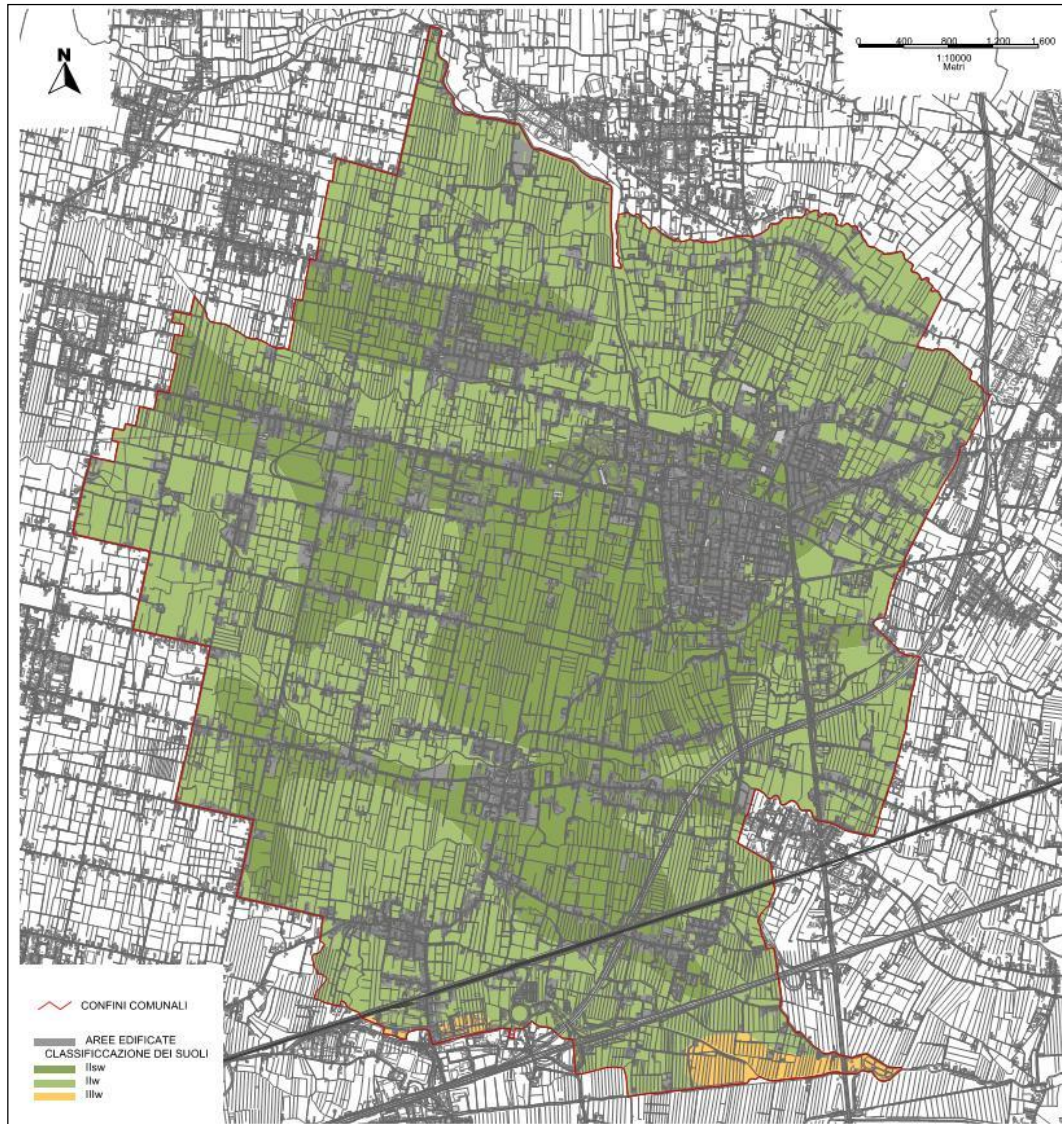 N
0 400 800 1.200 1.600
1:10000
Metri
CONFINI COMUNALI
AREE EDIFICATE
CLASSIFICCAZIONE DEI SUOLI
IIsw
IIw
IIIw